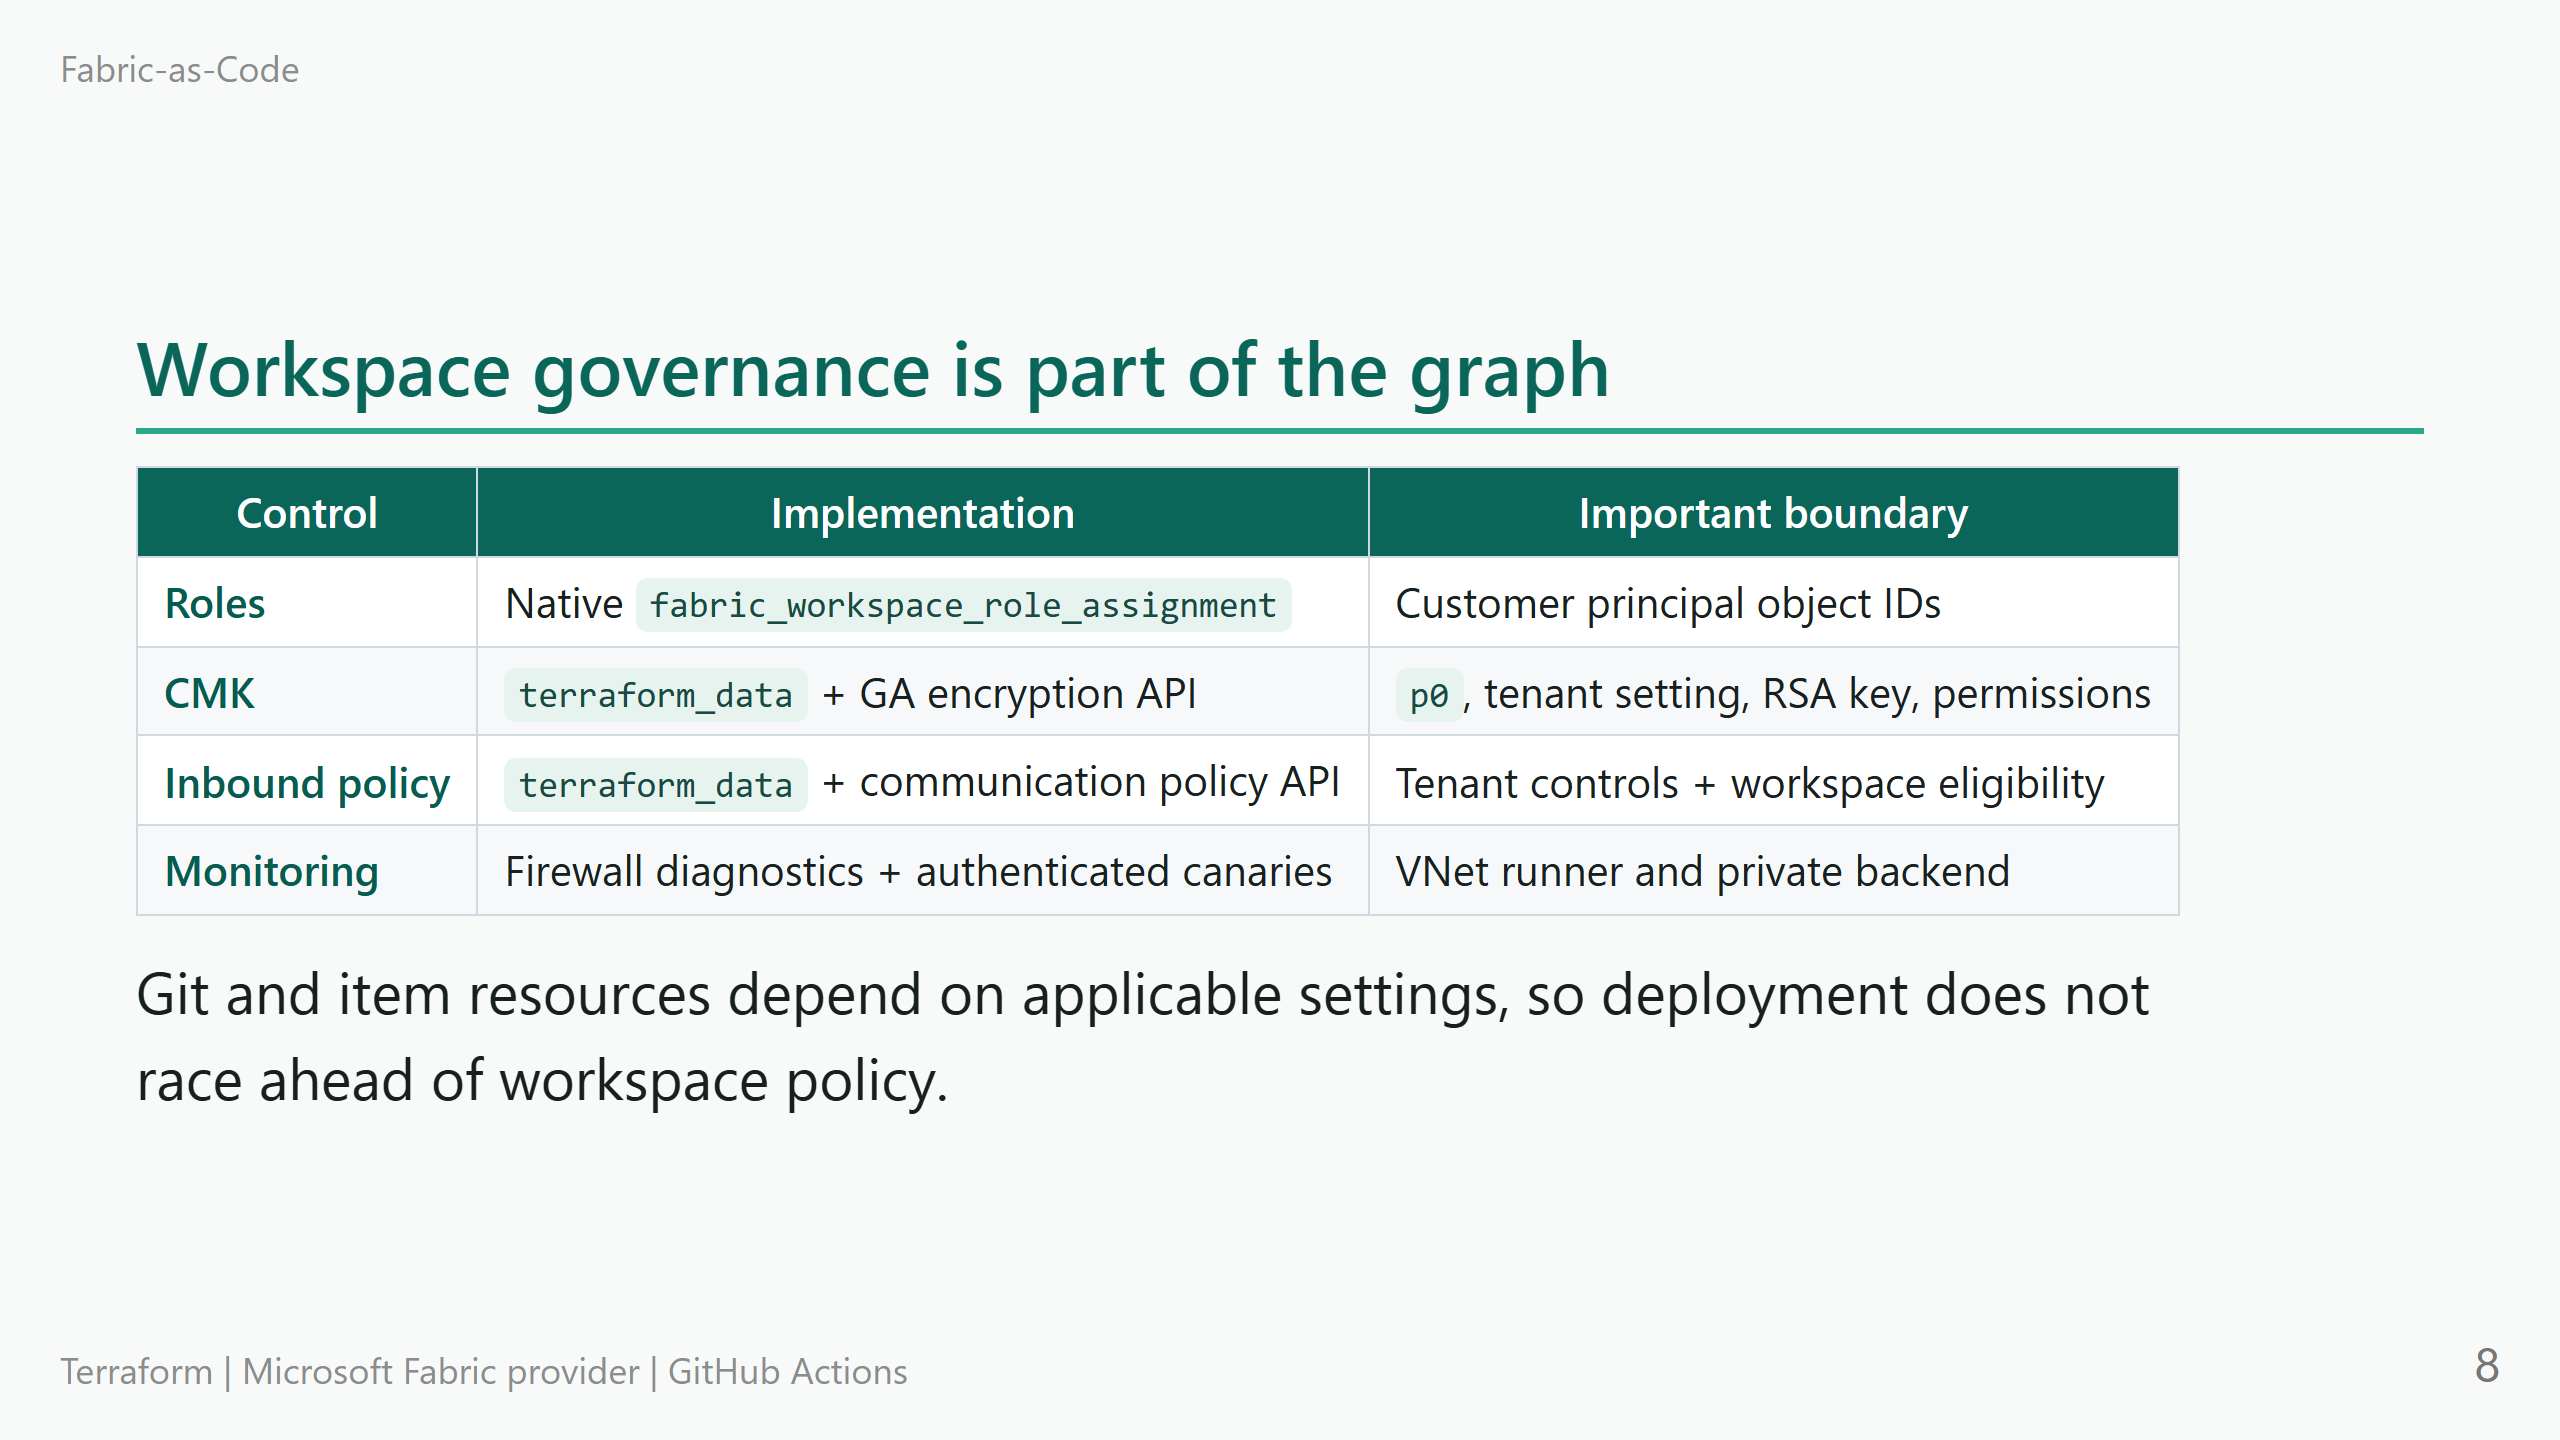 Fabric-as-Code
Workspace governance is part of the graph
Control Implementation Important boundary
Roles Native fabric_workspace_role_assignment Customer principal object IDs
CMK terraform_data + GA encryption API p0, tenant setting, RSA key, permissions
Inbound policy terraform_data + communication policy API Tenant controls + workspace eligibility
Monitoring Firewall diagnostics + authenticated canaries VNet runner and private backend
Git and item resources depend on applicable settings, so deployment does not
race ahead of workspace policy.
Terraform | Microsoft Fabric provider | GitHub Actions
8